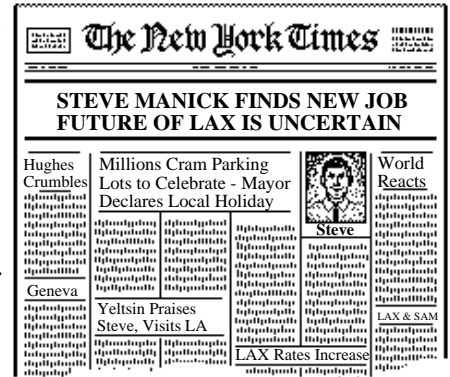 The New York Times
STEVE MANICK FINDS NEW JOB
FUTURE OF LAX IS UNCERTAIN
Hughes
Crumbles
Geneva
Millions Cram Parking
Lots to Celebrate - Mayor
Declares Local Holiday
Yeltsin Praises
Steve, Visits LA
Steve
LAX Rates Increase
World
Reacts
LAX & SAM